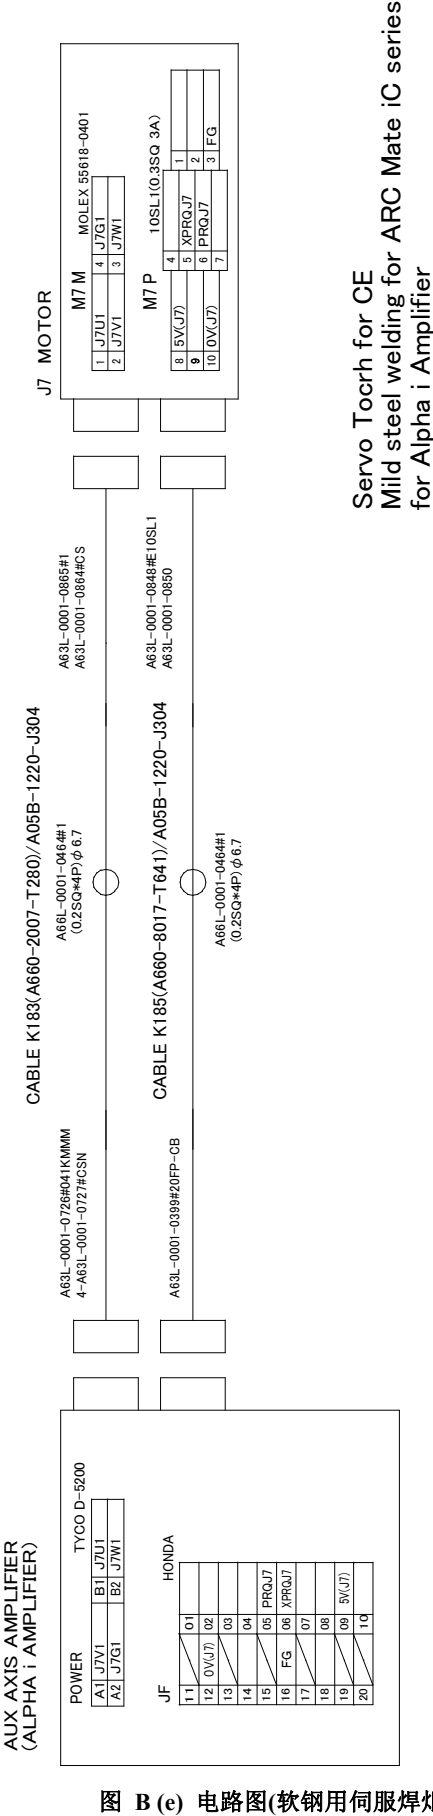 AUX AXIS AMPLIFIER
(ALPHA i AMPLIFIER)
POWER
TYCO D-5200
A1 J7V1 B1 J7U1
A2 J7G1 B2 J7W1
JF
HONDA
11 01
12 0V(J7) 02
13 03
14 04
15 05 PRQJ7
16 FG 06 XPRQJ7
17 07
18 08
19 09 5V(J7)
20 10
A63L-0001-0726#041KMMM
4-A63L-0001-0727#CSN
A63L-0001-0399#20FP-CB
CABLE K183(A660-2007-T280)/A05B-1220-J304
A66L-0001-0464#1
(0.2SQ*4P)φ6.7
CABLE K185(A660-8017-T641)/A05B-1220-J304
A66L-0001-0464#1
(0.2SQ*4P)φ6.7
A63L-0001-0865#1
A63L-0001-0864#CS
A63L-0001-0848#E10SL1
A63L-0001-0850
J7 MOTOR
M7M
MOLEX 55618-0401
1 J7U1 4 J7G1
2 J7V1 3 J7W1
M7P
10SL1(0.3SQ 3A)
8 5V(J7)
9
10 0V(J7)
4
5 XPRQJ7
6 PRQJ7
7
1
2
3 FG
Servo Tocrh for CE
Mild steel welding for ARC Mate iC series
for Alpha i Amplifier
图 B (e) 电路图(软钢用伺服焊炬